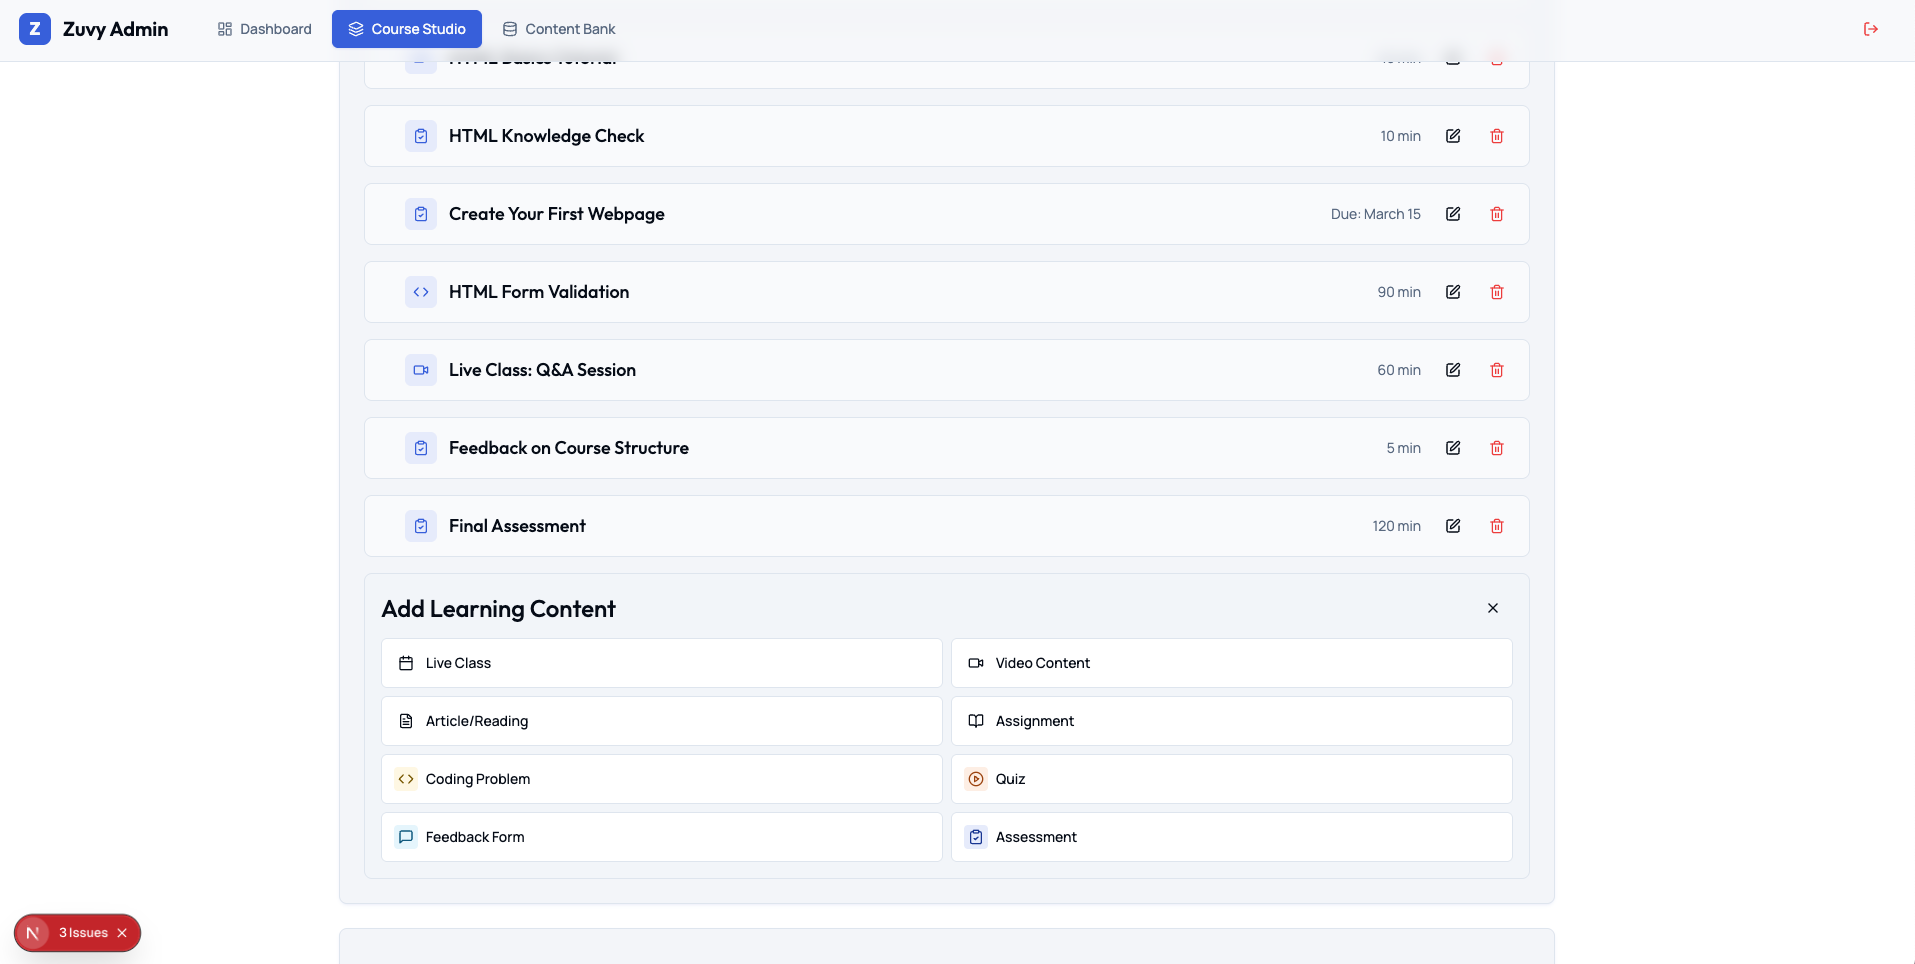 Z Zuvy Admin Dashboard Course Studio Content Bank
HTML Basics Tutorial
HTML Knowledge Check 10 min
Create Your First Webpage Due: March 15
HTML Form Validation 90 min
Live Class: Q&A Session 60 min
Feedback on Course Structure 5 min
Final Assessment 120 min
Add Learning Content
Live Class Video Content
Article/Reading Assignment
Coding Problem Quiz
Feedback Form Assessment
N 3 Issues